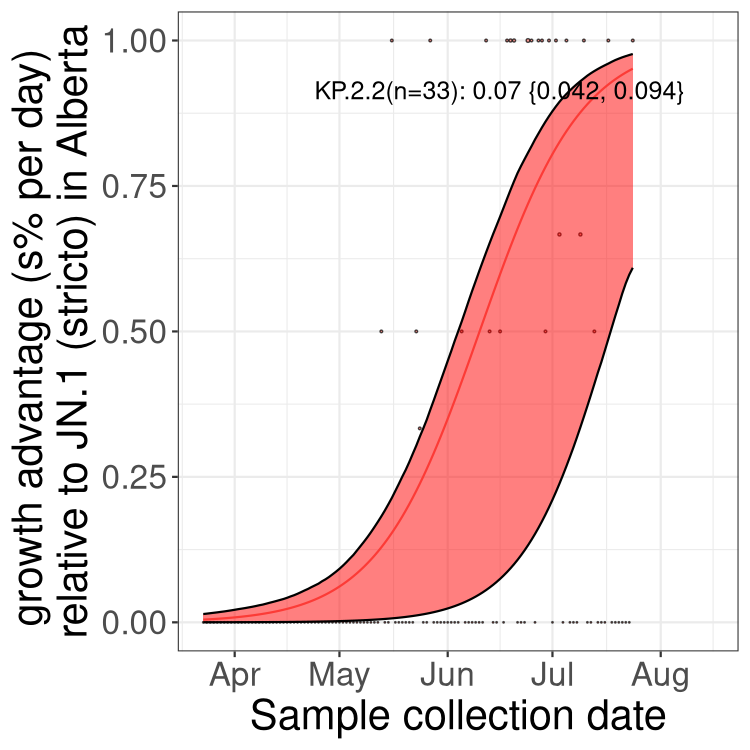 growth advantage (s% per day)
relative to JN.1 (stricto) in Alberta
1.00
0.75
0.50
0.25
0.00
KP.2.2(n=33): 0.07 {0.042, 0.094}
Apr May Jun Jul Aug
Sample collection date